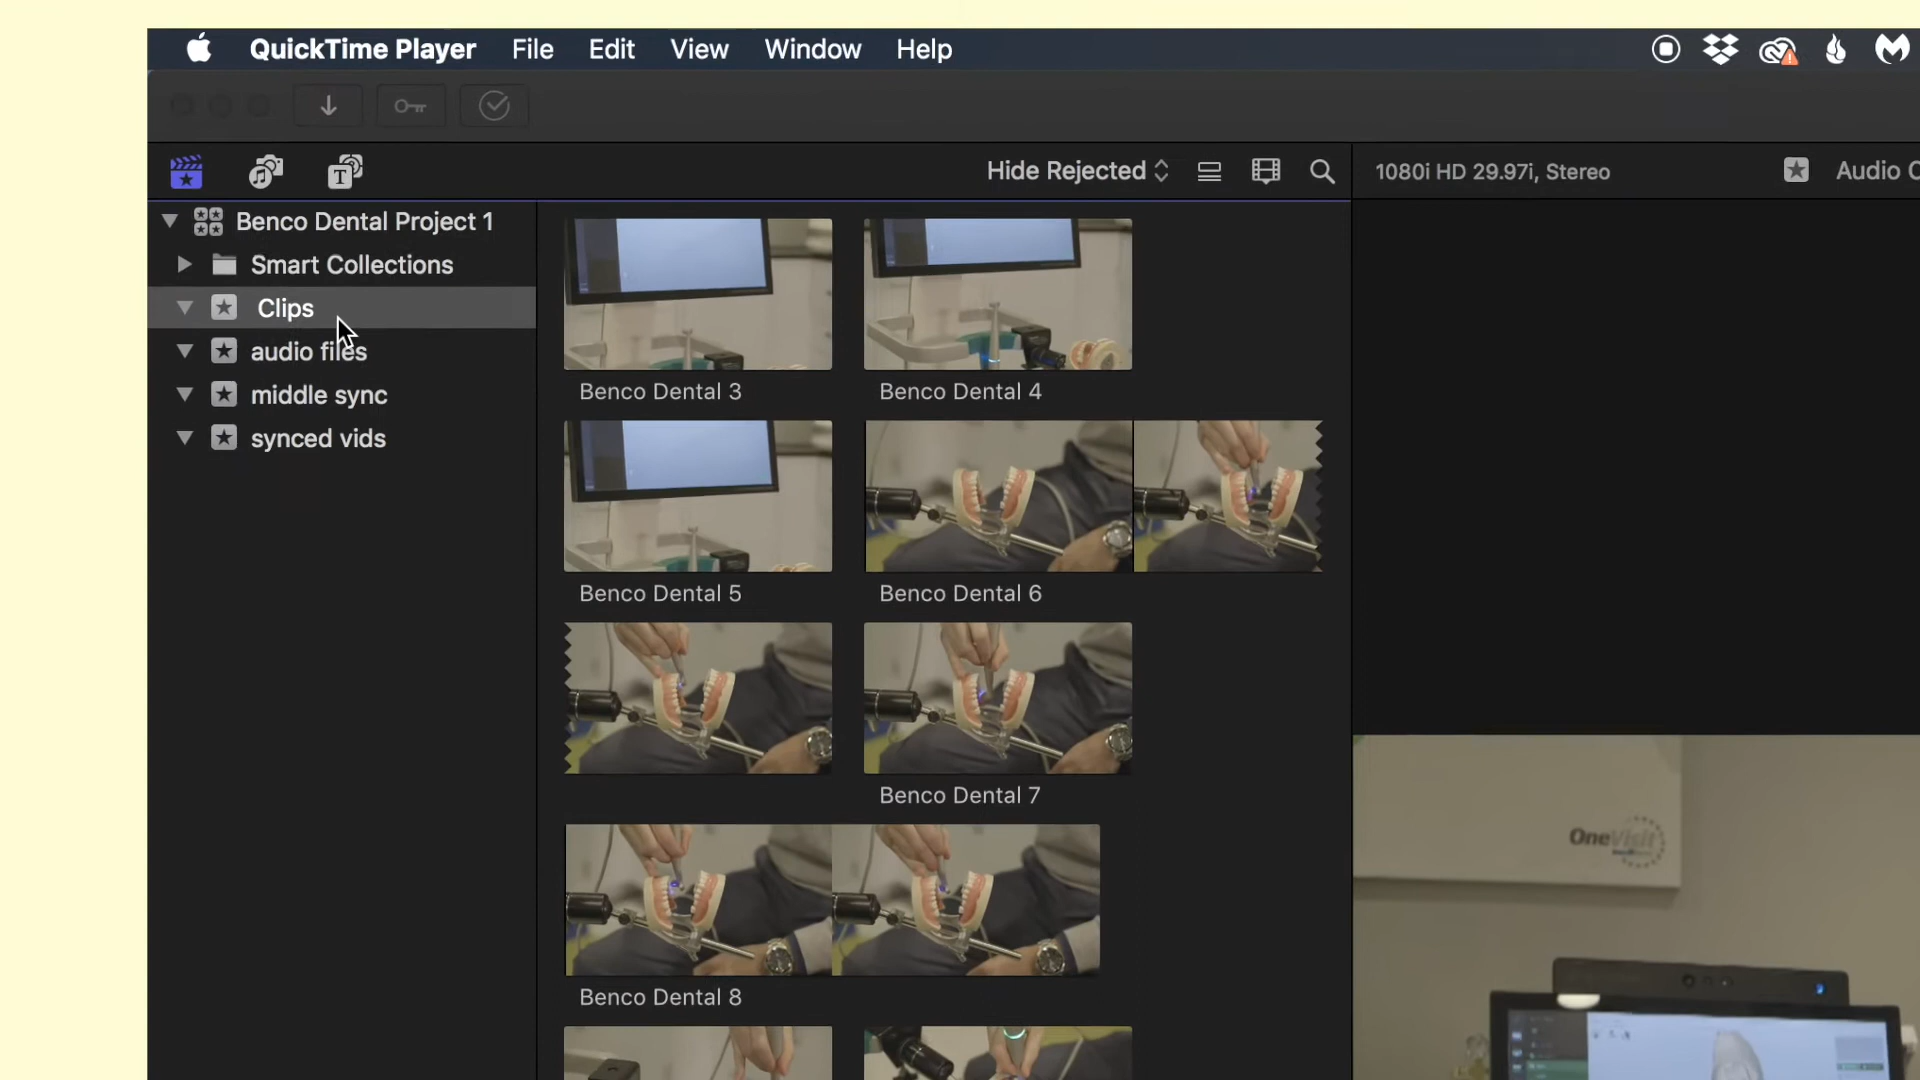 QuickTime Player File Edit View Window Help
Hide Rejected
1080i HD 29.97i, Stereo
Audio C
Benco Dental Project 1
Smart Collections
Clips
audio files
middle sync
synced vids
Benco Dental 3
Benco Dental 4
Benco Dental 5
Benco Dental 6
Benco Dental 7
Benco Dental 8
OneVisit
T